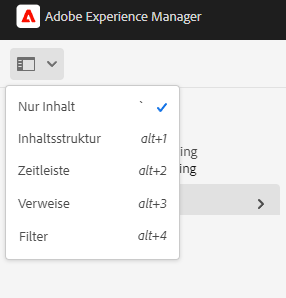 Adobe Experience Manager
Nur Inhalt `
Inhaltsstruktur alt+1
ing
Zeitleiste alt+2
ing
Verweise alt+3
Filter alt+4